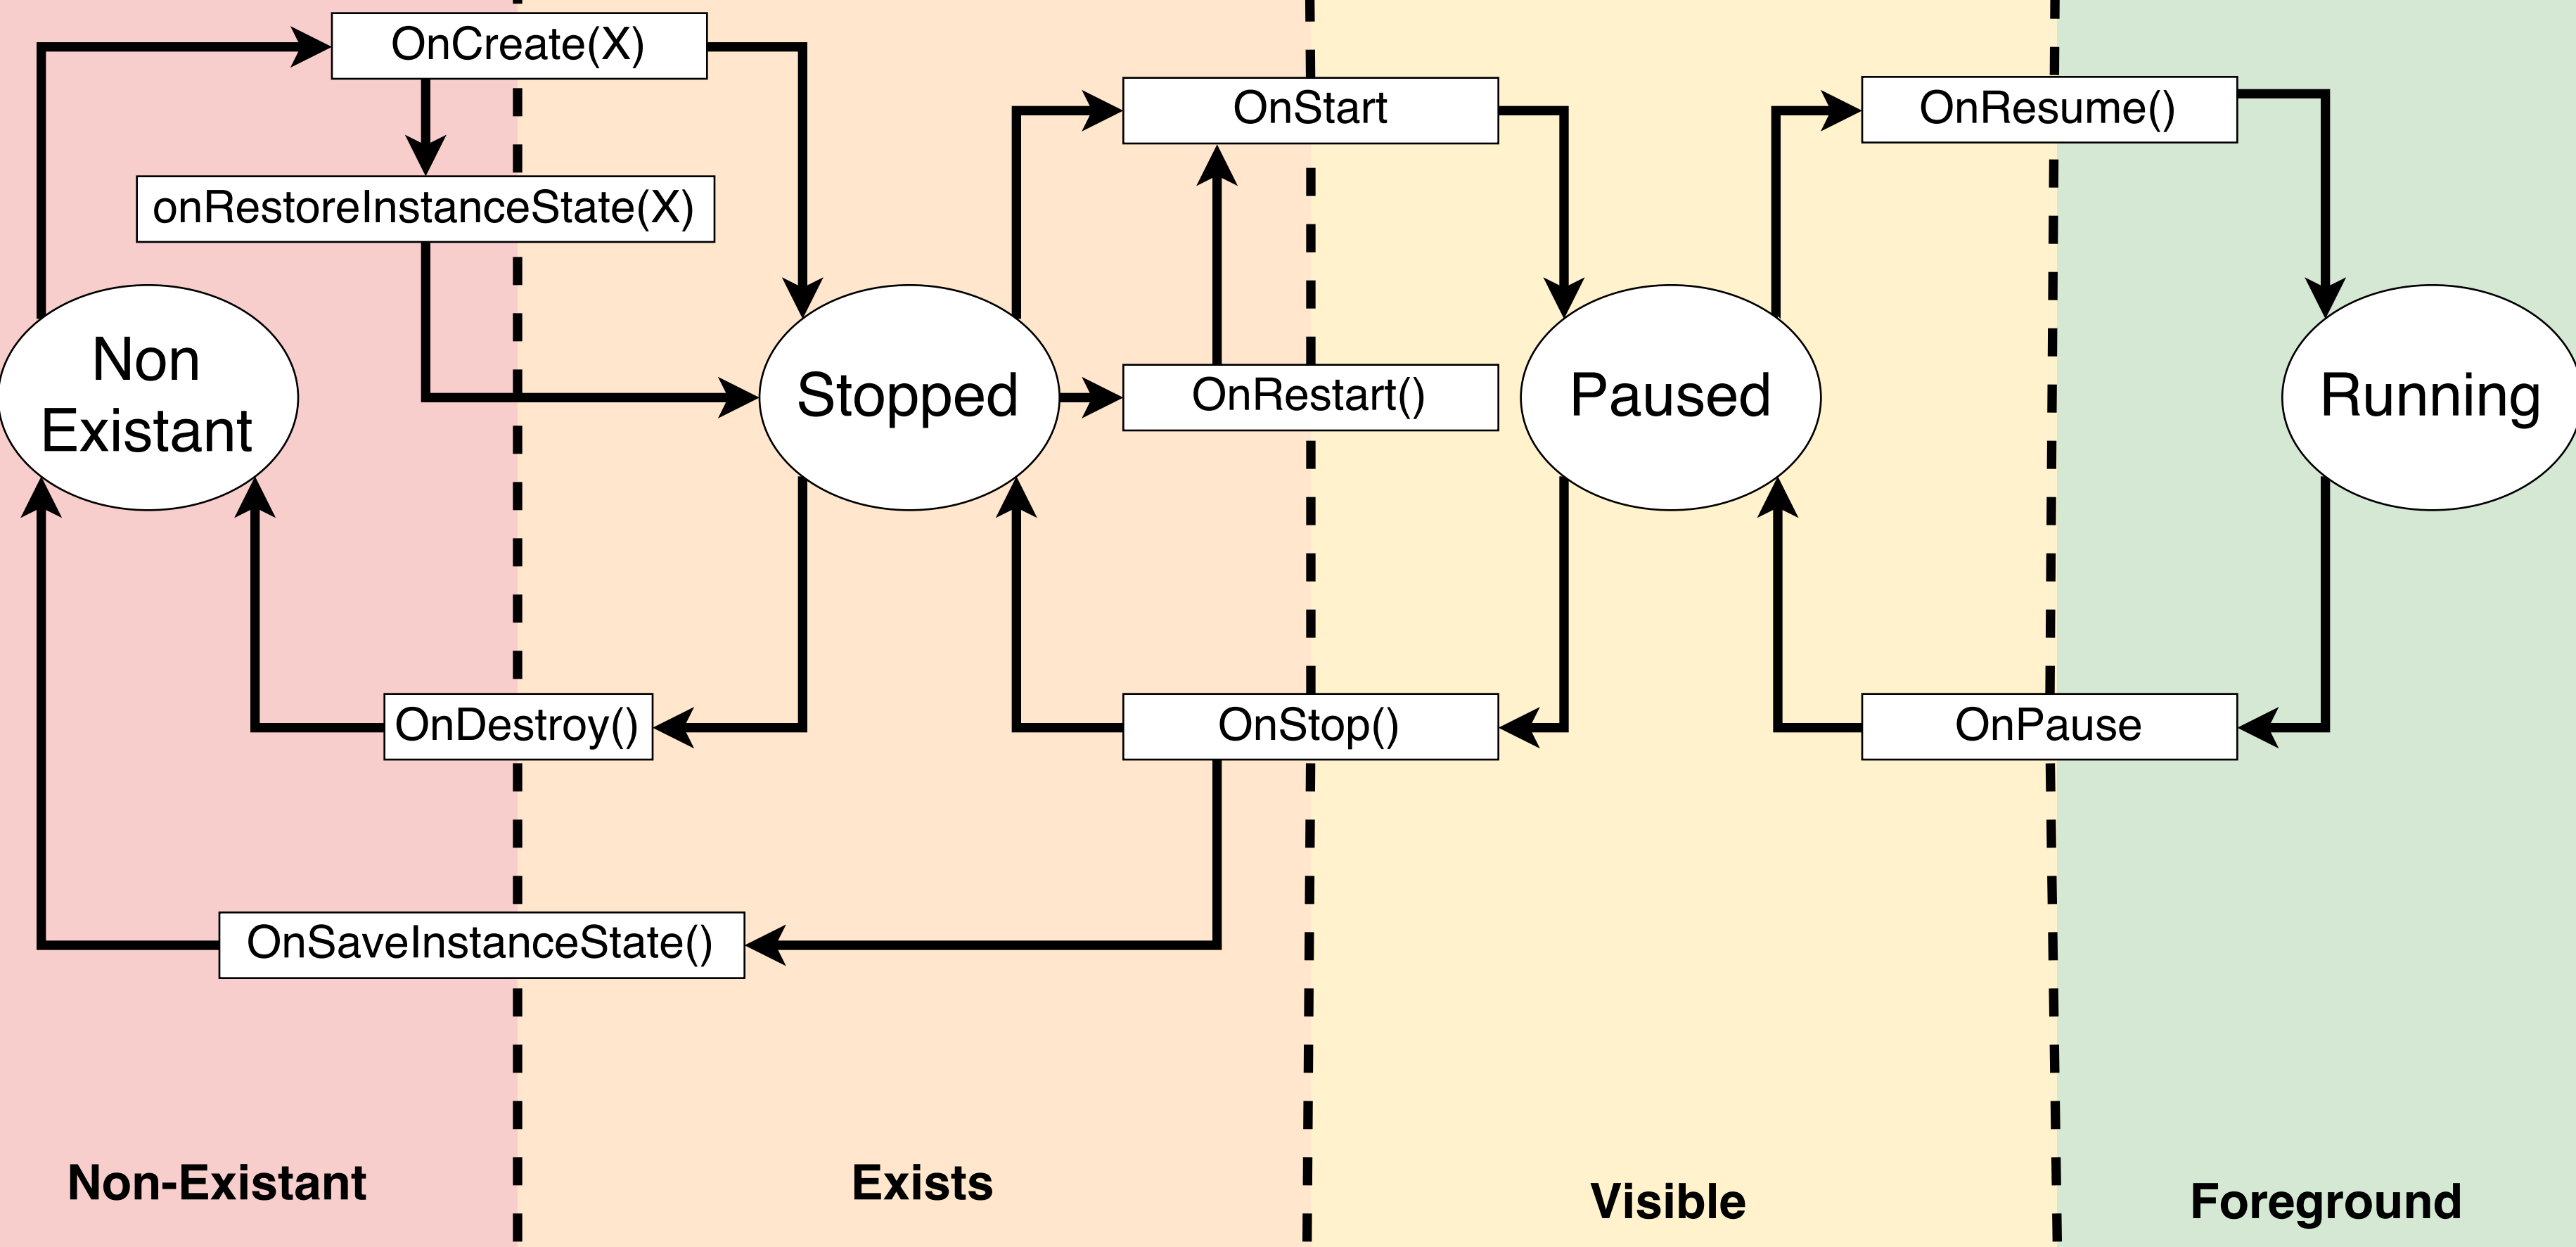 OnCreate(X)
OnStart
OnResume()
onRestoreInstanceState(X)
Non
Existant
Stopped
OnRestart()
Paused
Running
OnDestroy()
OnStop()
OnPause
OnSaveInstanceState()
Non-Existant
Exists
Visible
Foreground